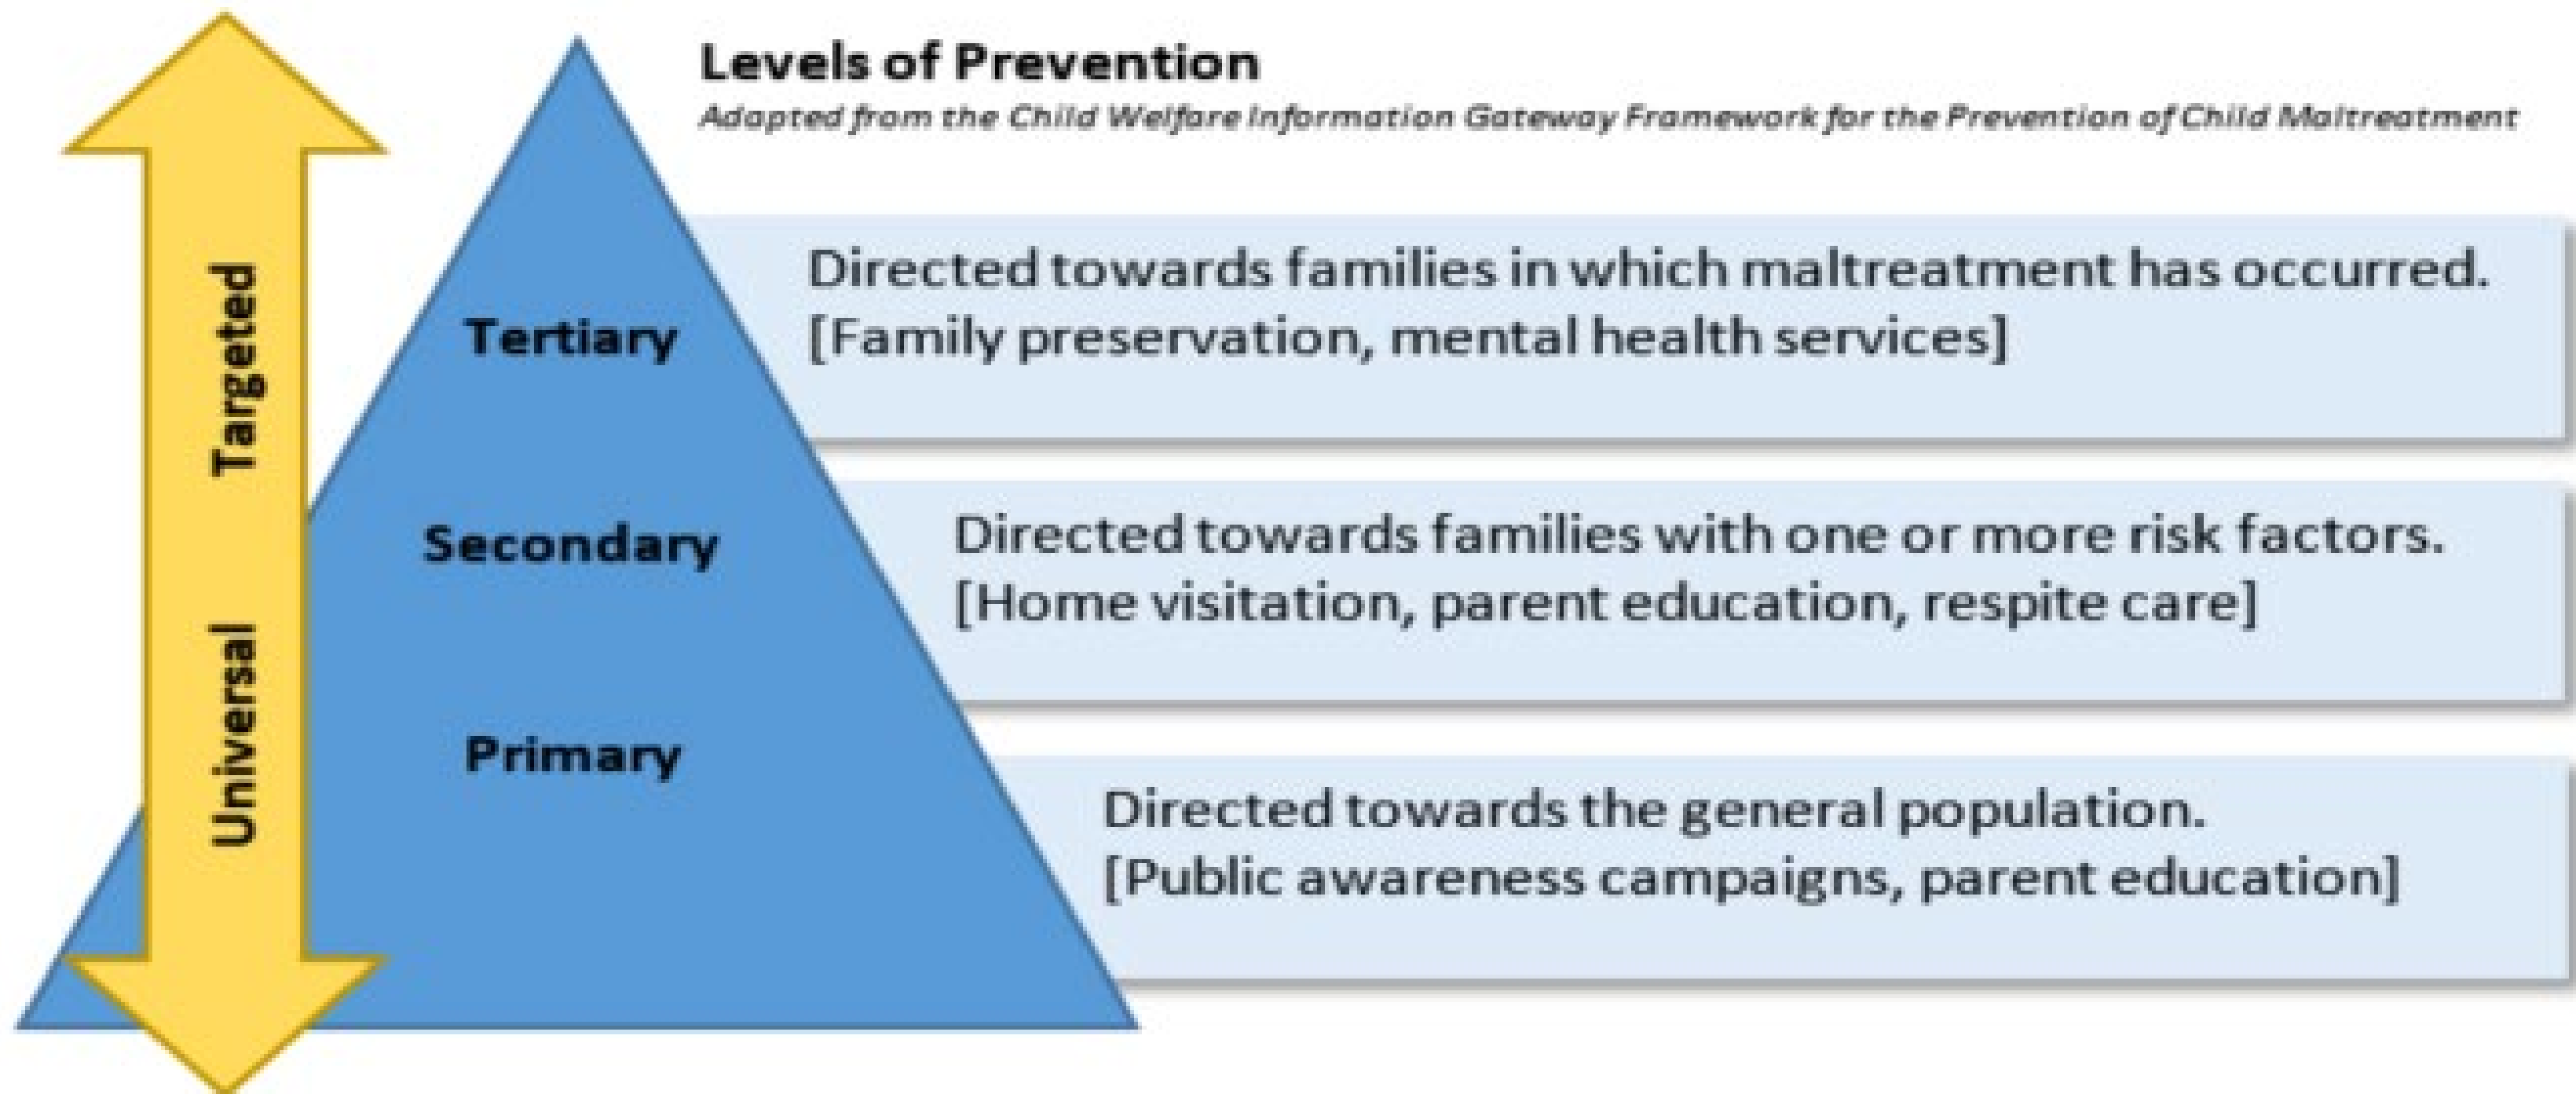 Levels of Prevention
Adapted from the Child Welfare Information Gateway Framework for the Prevention of Child Maltreatment
Targeted
Universal
Tertiary
Directed towards families in which maltreatment has occurred.
[Family preservation, mental health services]
Secondary
Directed towards families with one or more risk factors.
[Home visitation, parent education, respite care]
Primary
Directed towards the general population.
[Public awareness campaigns, parent education]